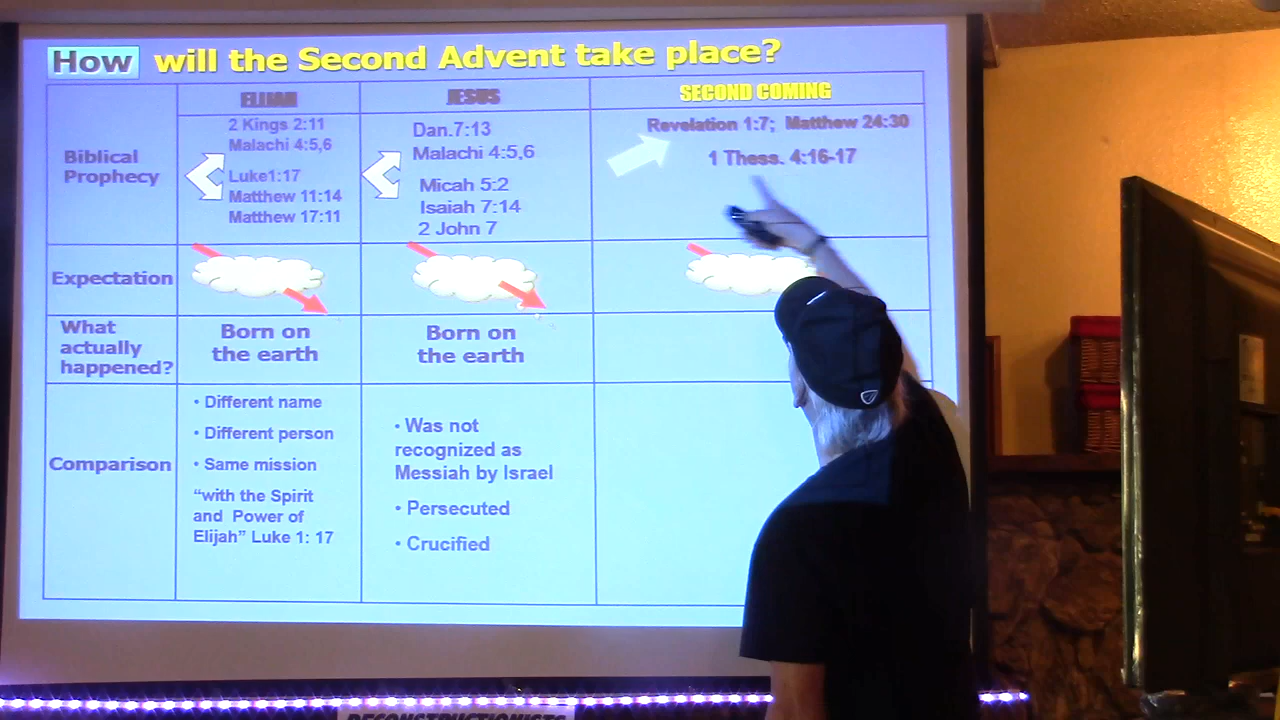 How will the Second Advent take place?
ELIJAH
JESUS
SECOND COMING
Biblical
Prophecy
2 Kings 2:11
Malachi 4:5,6
Luke1:17
Matthew 11:14
Matthew 17:11
Dan.7:13
Malachi 4:5,6
Micah 5:2
Isaiah 7:14
2 John 7
Revelation 1:7; Matthew 24:30
1 Thess. 4:16-17
Expectation
What
actually
happened?
Born on
the earth
Born on
the earth
Comparison
• Different name
• Different person
• Same mission
“with the Spirit
and Power of
Elijah” Luke 1: 17
• Was not
recognized as
Messiah by Israel
• Persecuted
• Crucified
DECONSTRUCTIONISTS